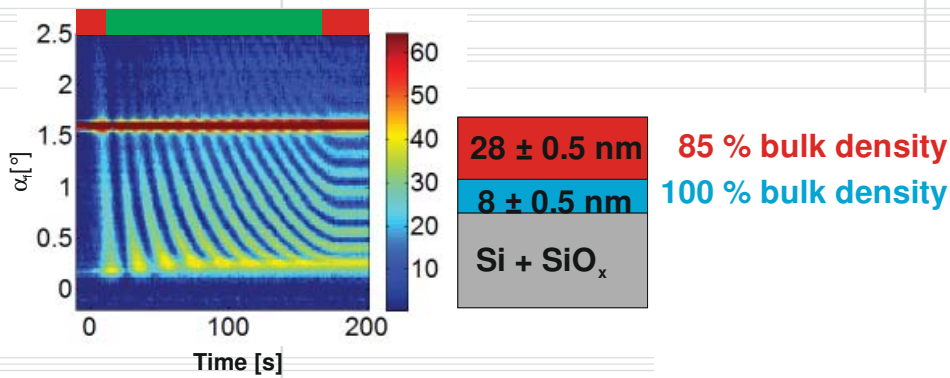 2.5
2
1.5
1
0.5
0
α_f[°]
0
100
200
Time [s]
60
50
40
30
20
10
28 ± 0.5 nm
85 % bulk density
8 ± 0.5 nm
100 % bulk density
Si + SiOₓ